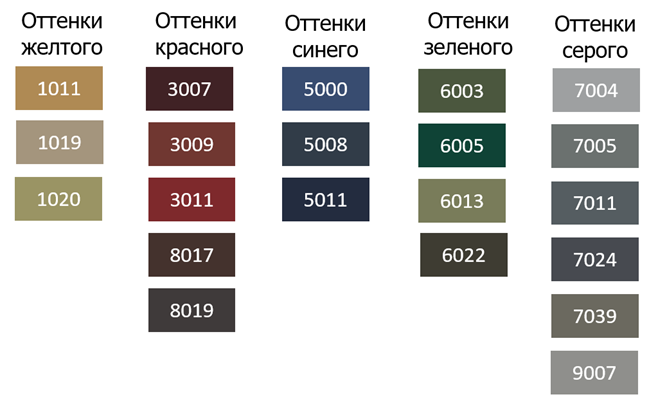 Оттенки
желтого
1011
1019
1020
Оттенки
красного
3007
3009
3011
8017
8019
Оттенки
синего
5000
5008
5011
Оттенки
зеленого
6003
6005
6013
6022
Оттенки
серого
7004
7005
7011
7024
7039
9007